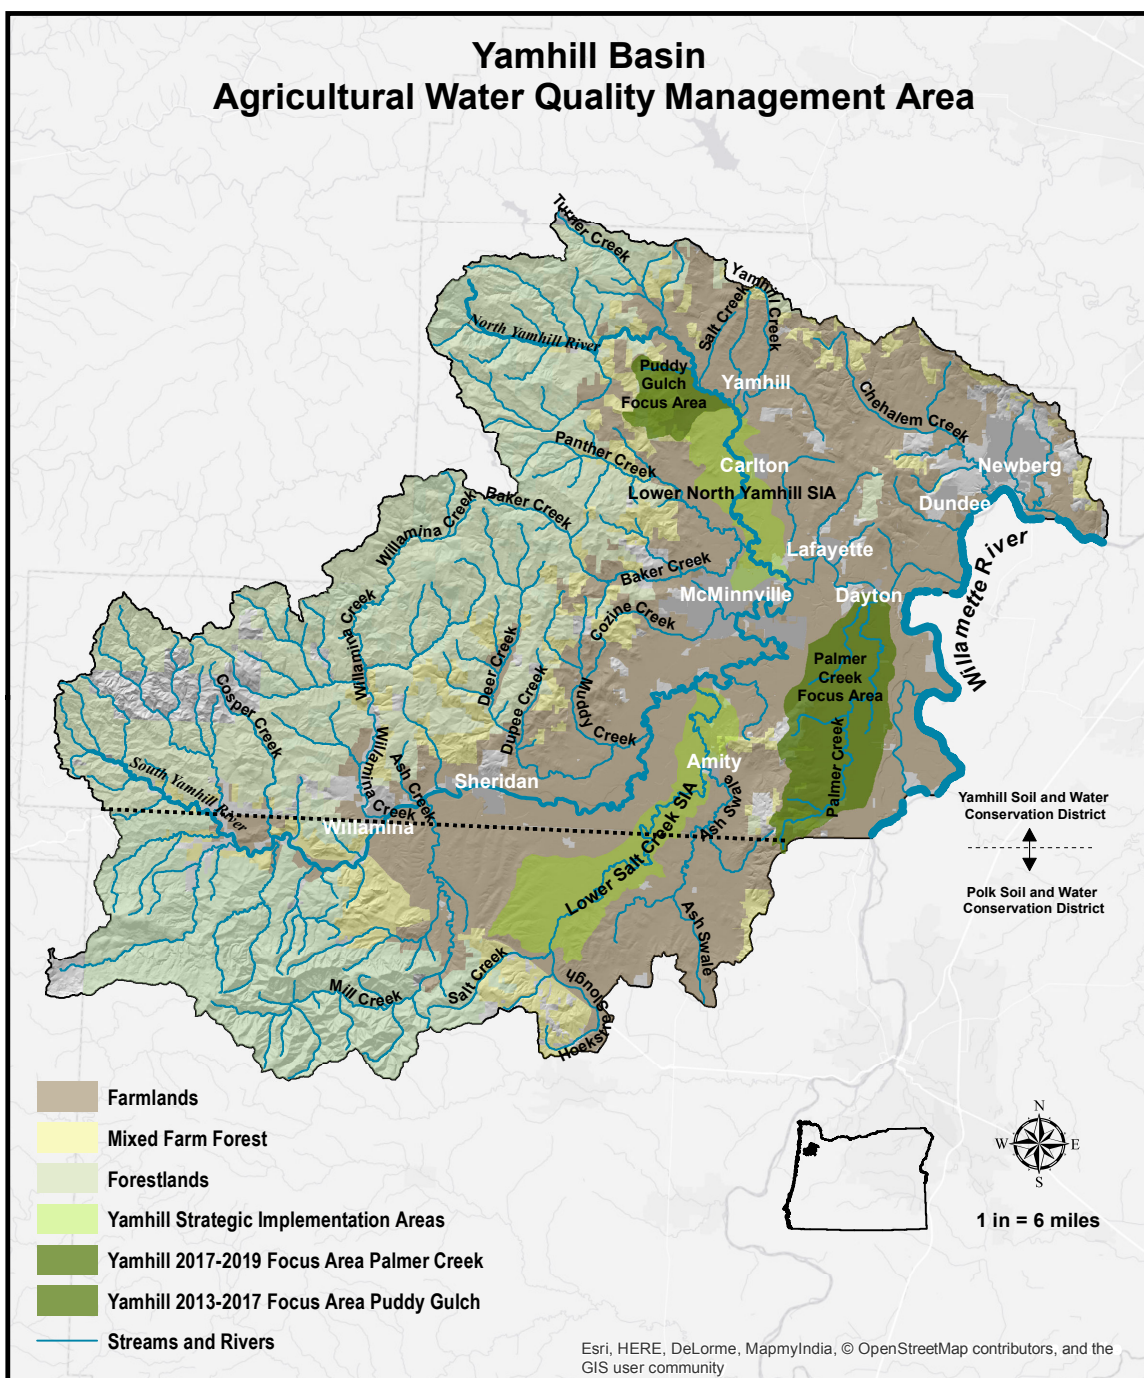 Yamhill Basin
Agricultural Water Quality Management Area
Turner Creek
Yamhill Creek
Salt Creek
North Yamhill River
Puddy
Gulch
Focus Area
Yamhill
Chehalem Creek
Panther Creek
Carlton
Newberg
Lower North Yamhill SIA
Dundee
Baker Creek
Willamina Creek
Lafayette
Willamette River
Baker Creek
McMinnville
Dayton
Cozine Creek
Willamina Creek
Deer Creek
Palmer
Creek
Focus Area
Dupee Creek
Muddy Creek
Cosper Creek
Willamina Creek
Ash Creek
South Yamhill River
Sheridan
Amity
Palmer Creek
Ash Swale
Willamina
Lower Salt Creek SIA
Yamhill Soil and Water
Conservation District
Polk Soil and Water
Conservation District
Ash Swale
Salt Creek
Mill Creek
Hoekstre Slough
Farmlands
Mixed Farm Forest
Forestlands
Yamhill Strategic Implementation Areas
Yamhill 2017-2019 Focus Area Palmer Creek
Yamhill 2013-2017 Focus Area Puddy Gulch
Streams and Rivers
N
W
E
S
1 in = 6 miles
Esri, HERE, DeLorme, MapmyIndia, © OpenStreetMap contributors, and the
GIS user community